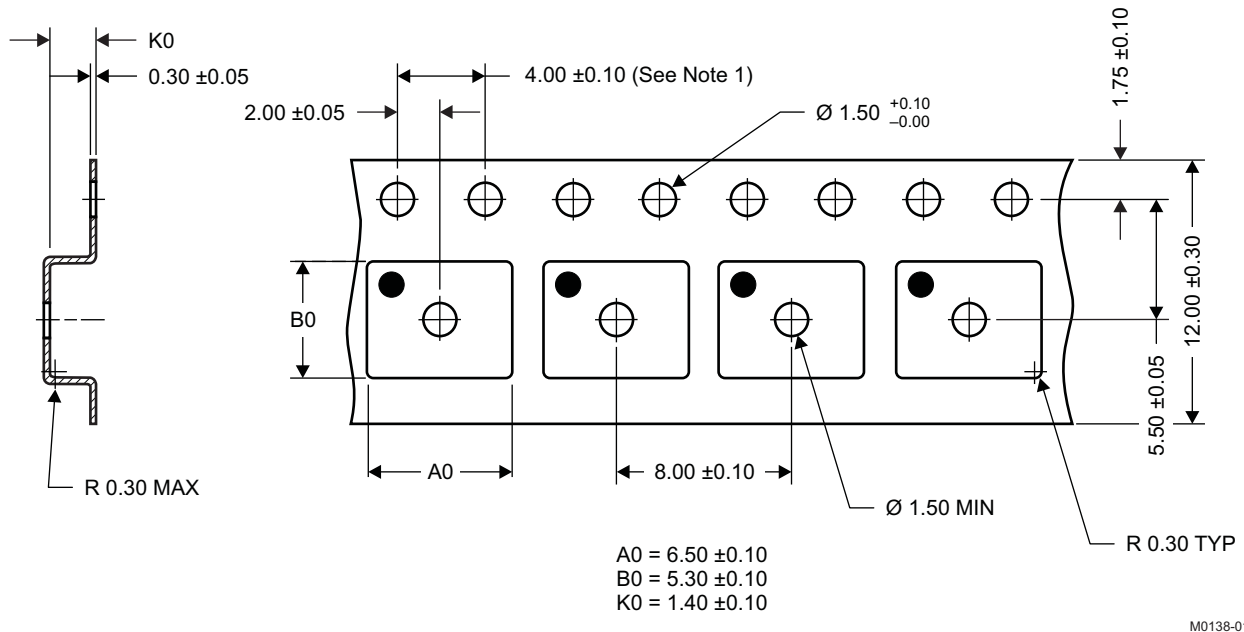 K0
0.30 ±0.05
4.00 ±0.10 (See Note 1)
2.00 ±0.05
Ø 1.50 +0.10
–0.00
1.75 ±0.10
B0
5.50 ±0.05
12.00 ±0.30
R 0.30 MAX
A0
8.00 ±0.10
Ø 1.50 MIN
R 0.30 TYP
A0 = 6.50 ±0.10
B0 = 5.30 ±0.10
K0 = 1.40 ±0.10